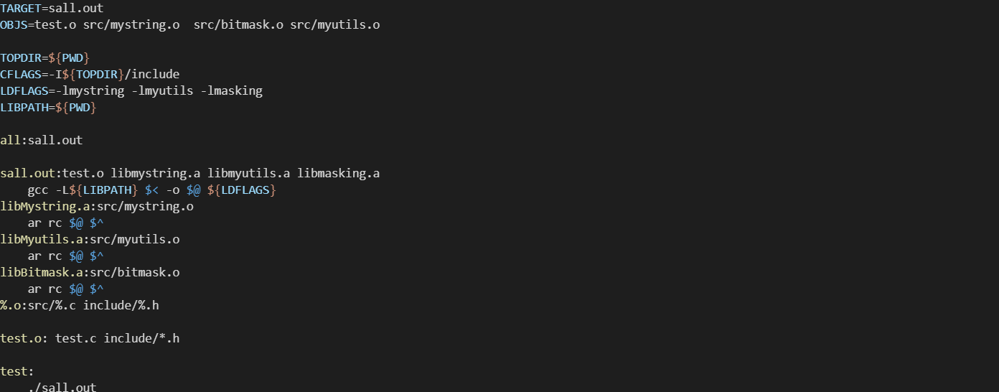 TARGET=sall.out
OBJS=test.o src/mystring.o  src/bitmask.o src/myutils.o
TOPDIR=${PWD}
CFLAGS=-I${TOPDIR}/include
LDFLAGS=-lmystring -lmyutils -lmasking
LIBPATH=${PWD}
all:sall.out
sall.out:test.o libmystring.a libmyutils.a libmasking.a
    gcc -L${LIBPATH} $< -o $@ ${LDFLAGS}
libMystring.a:src/mystring.o
    ar rc $@ $^
libMyutils.a:src/myutils.o
    ar rc $@ $^
libBitmask.a:src/bitmask.o
    ar rc $@ $^
%.o:src/%.c include/%.h
test.o: test.c include/*.h
test:
    ./sall.out